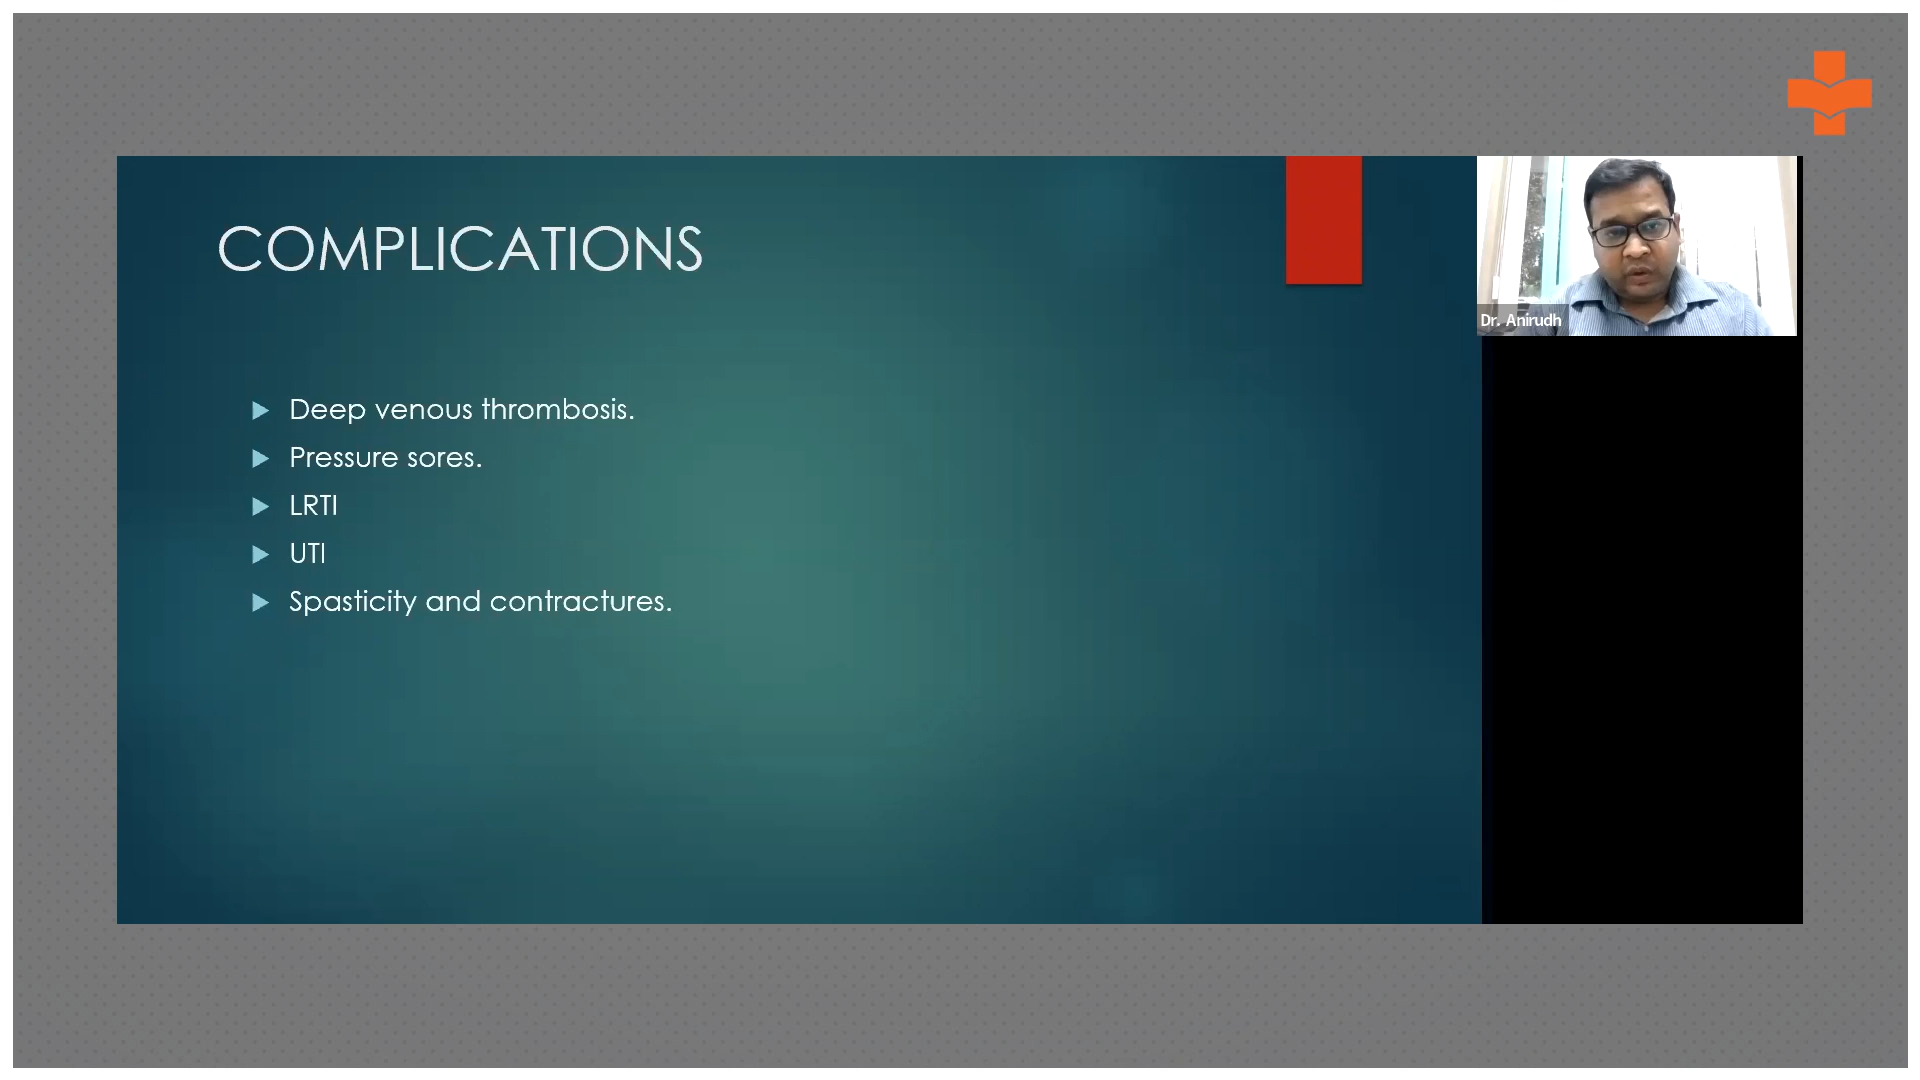 COMPLICATIONS
Deep venous thrombosis.
Pressure sores.
LRTI
UTI
Spasticity and contractures.
Dr. Anirudh